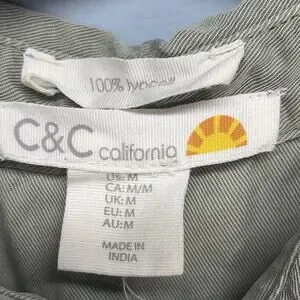 100% lyocell
C&C california
US: M
CA: M/M
UK: M
EU: M
AU: M
MADE IN
INDIA